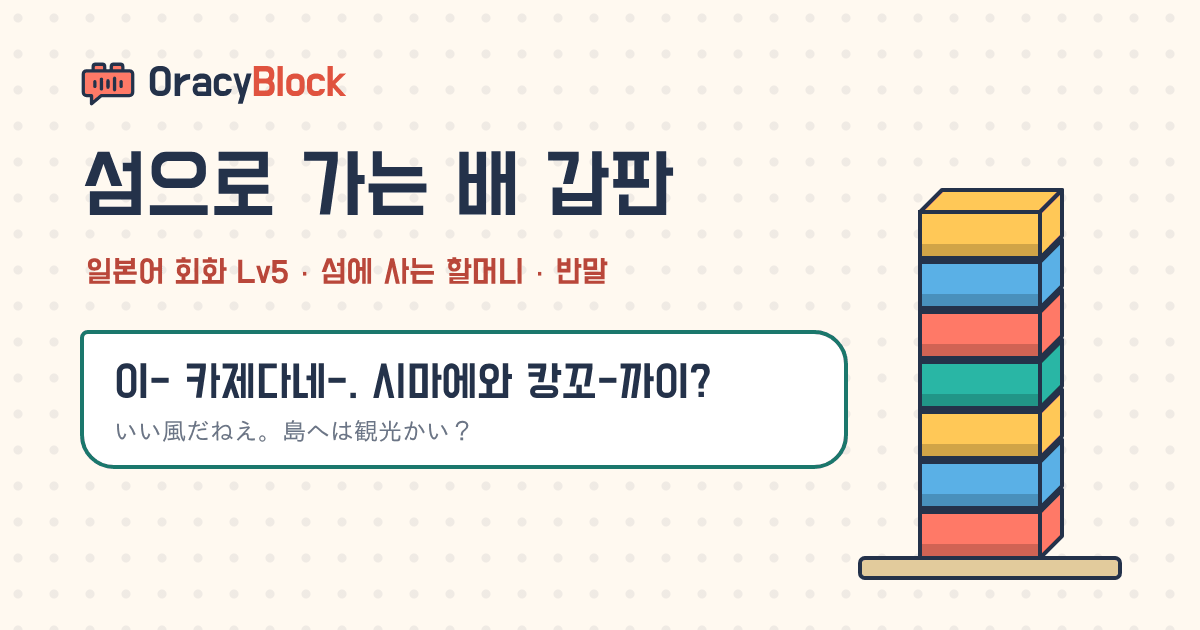 OracyBlock
섬으로 가는 배 갑판
일본어 회화 Lv5 · 섬에 사는 할머니 · 반말
이- 카제다네-. 시마에와 캉꼬-까이?
いい風だねえ。島へは観光かい？